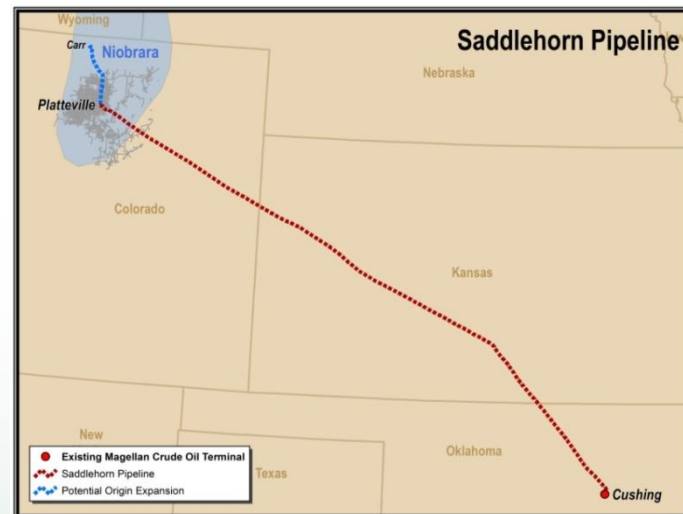 Saddlehorn Pipeline
Wyoming
Carr
Niobrara
Nebraska
Platteville
Colorado
Kansas
New
Oklahoma
Texas
Cushing
Existing Magellan Crude Oil Terminal
Saddlehorn Pipeline
Potential Origin Expansion